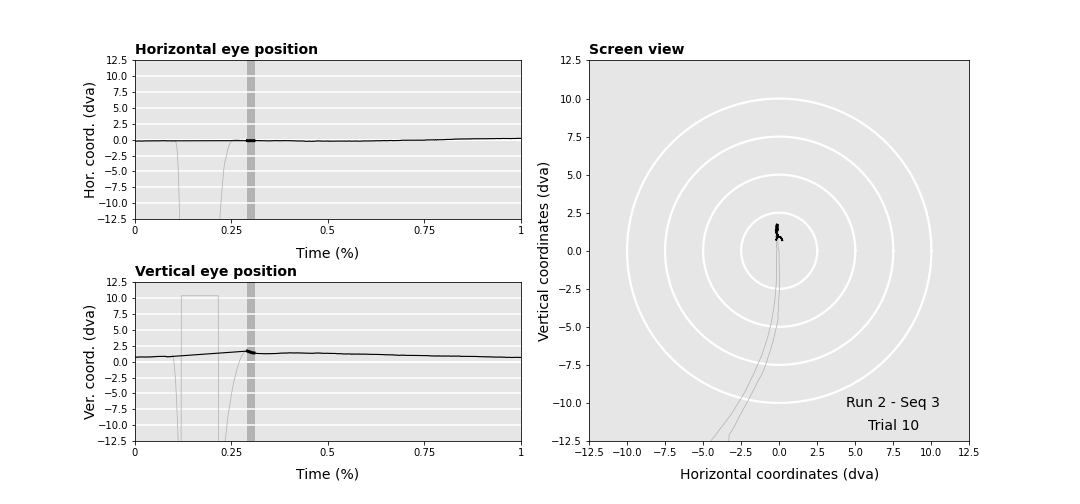 Horizontal eye position
Hor. coord. (dva)
12.5
10.0
7.5
5.0
2.5
0.0
−2.5
−5.0
−7.5
−10.0
−12.5
0 0.25 0.5 0.75 1
Time (%)
Vertical eye position
Ver. coord. (dva)
12.5
10.0
7.5
5.0
2.5
0.0
−2.5
−5.0
−7.5
−10.0
−12.5
0 0.25 0.5 0.75 1
Time (%)
Screen view
Vertical coordinates (dva)
12.5
10.0
7.5
5.0
2.5
0.0
−2.5
−5.0
−7.5
−10.0
−12.5
Run 2 - Seq 3
Trial 10
−12.5 −10.0 −7.5 −5.0 −2.5 0.0 2.5 5.0 7.5 10.0 12.5
Horizontal coordinates (dva)